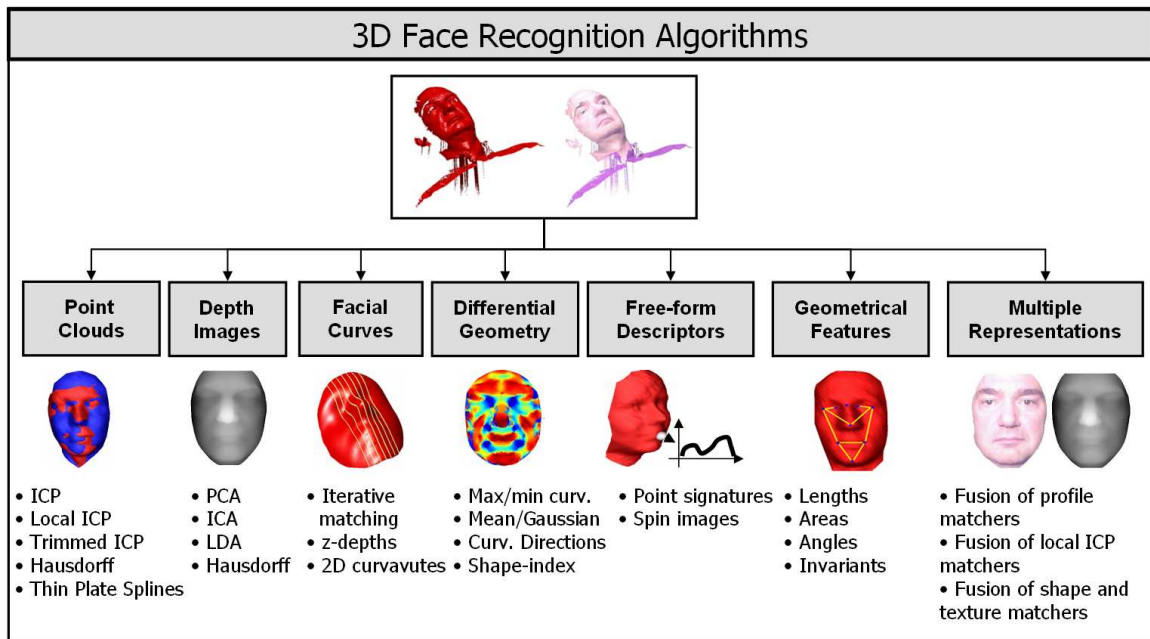 3D Face Recognition Algorithms
Point
Clouds
Depth
Images
Facial
Curves
Differential
Geometry
Free-form
Descriptors
Geometrical
Features
Multiple
Representations
• ICP
• Local ICP
• Trimmed ICP
• Hausdorff
• Thin Plate Splines
• PCA
• ICA
• LDA
• Hausdorff
• Iterative
matching
• z-depths
• 2D curvavutes
• Max/min curv.
• Mean/Gaussian
• Curv. Directions
• Shape-index
• Point signatures
• Spin images
• Lengths
• Areas
• Angles
• Invariants
• Fusion of profile
matchers
• Fusion of local ICP
matchers
• Fusion of shape and
texture matchers